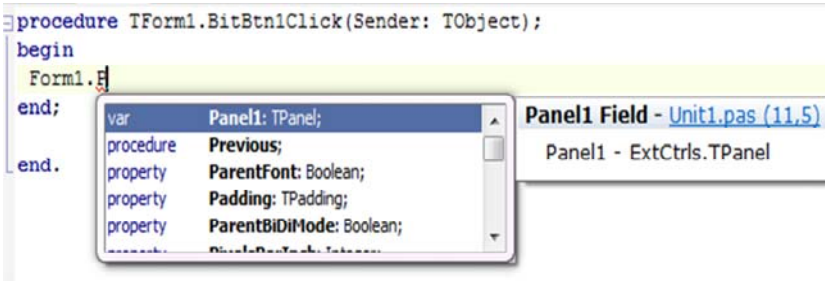 procedure TForm1.BitBtn1Click(Sender: TObject);
begin
Form1.P
end;
end.
var Panel1: TPanel;
procedure Previous;
property ParentFont: Boolean;
property Padding: TPadding;
property ParentBiDiMode: Boolean;
Panel1 Field - Unit1.pas (11,5)
Panel1 - ExtCtrls.TPanel